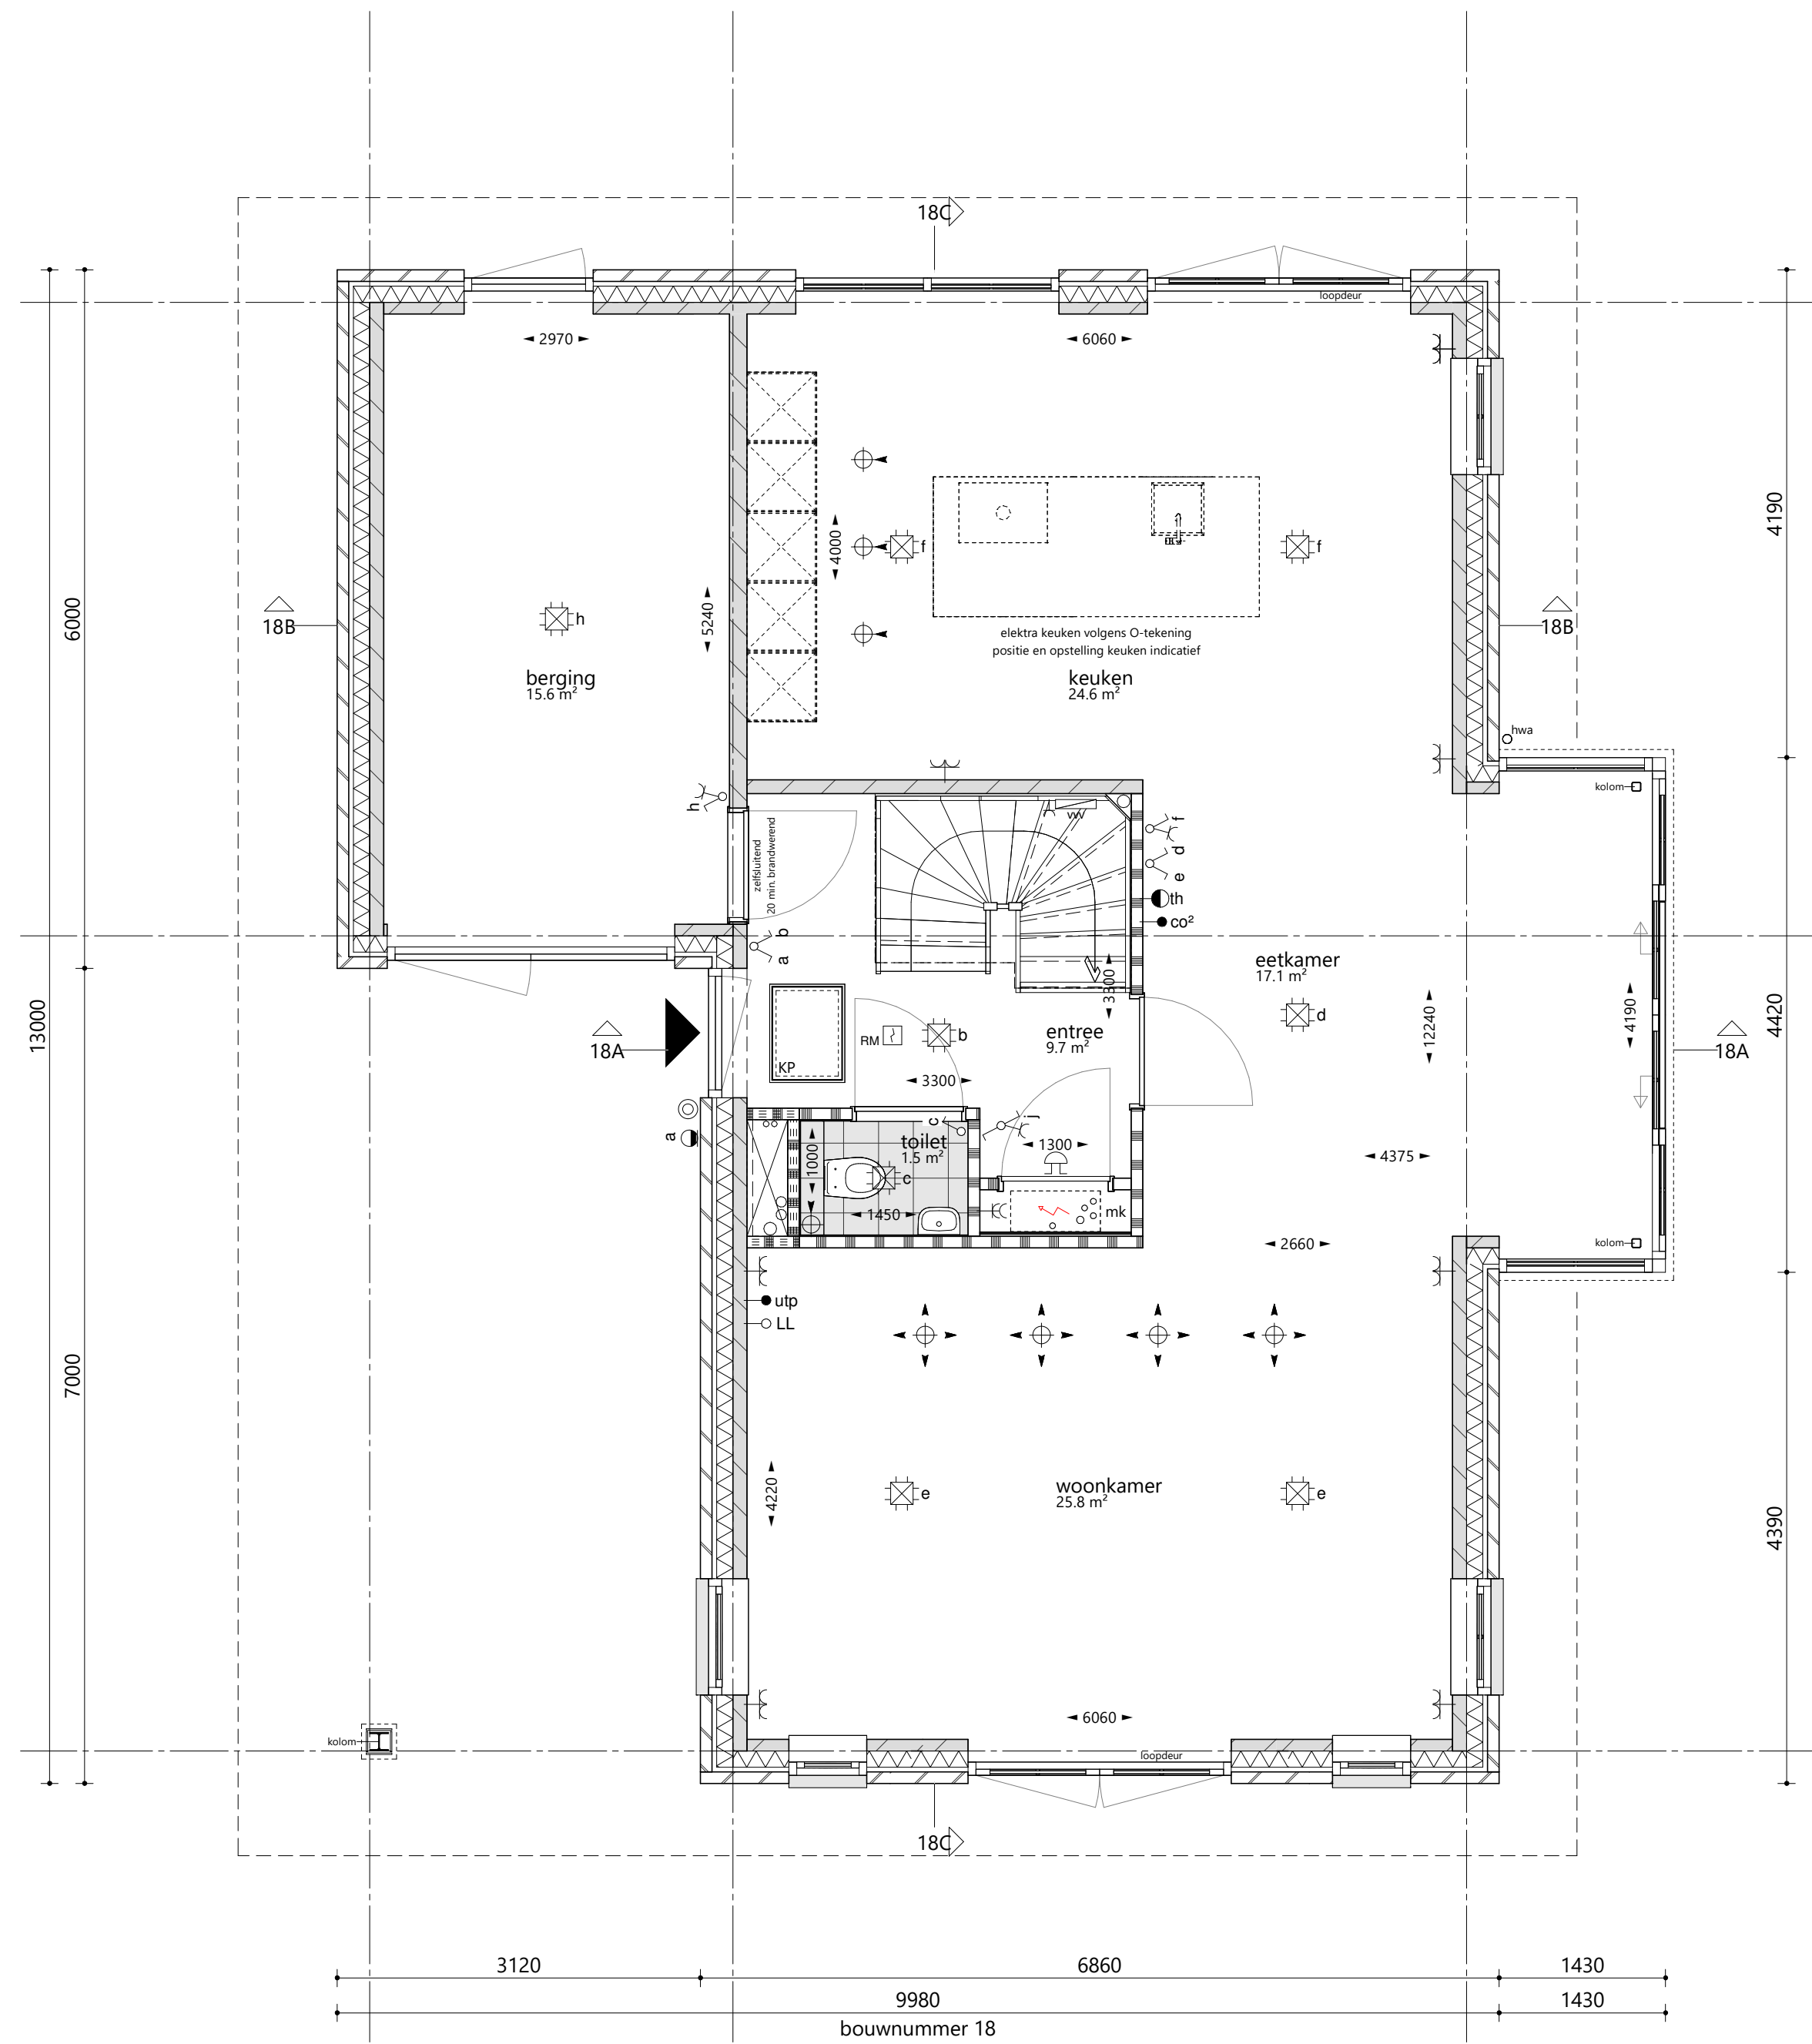 18C
loopdeur
2970
6060
4190
4000
f
f
5240
6000
h
18B
18B
elektra keuken volgens O-tekening
positie en opstelling keuken indicatief
berging
15.6 m²
keuken
24.6 m²
hwa
kolom
h
vvv
zelfsluitend
20 min. brandwerend
f
d
e
th
co²
b
a
eetkamer
17.1 m²
3300
13000
12240
4190
4420
d
entree
9.7 m²
b
RM
18A
18A
KP
3300
a
c
j
toilet
1.5 m²
1000
1300
4375
c
1450
mk
2660
kolom
utp
LL
7000
4220
woonkamer
25.8 m²
e
e
4390
6060
kolom
loopdeur
18C
3120
6860
1430
9980
1430
bouwnummer 18